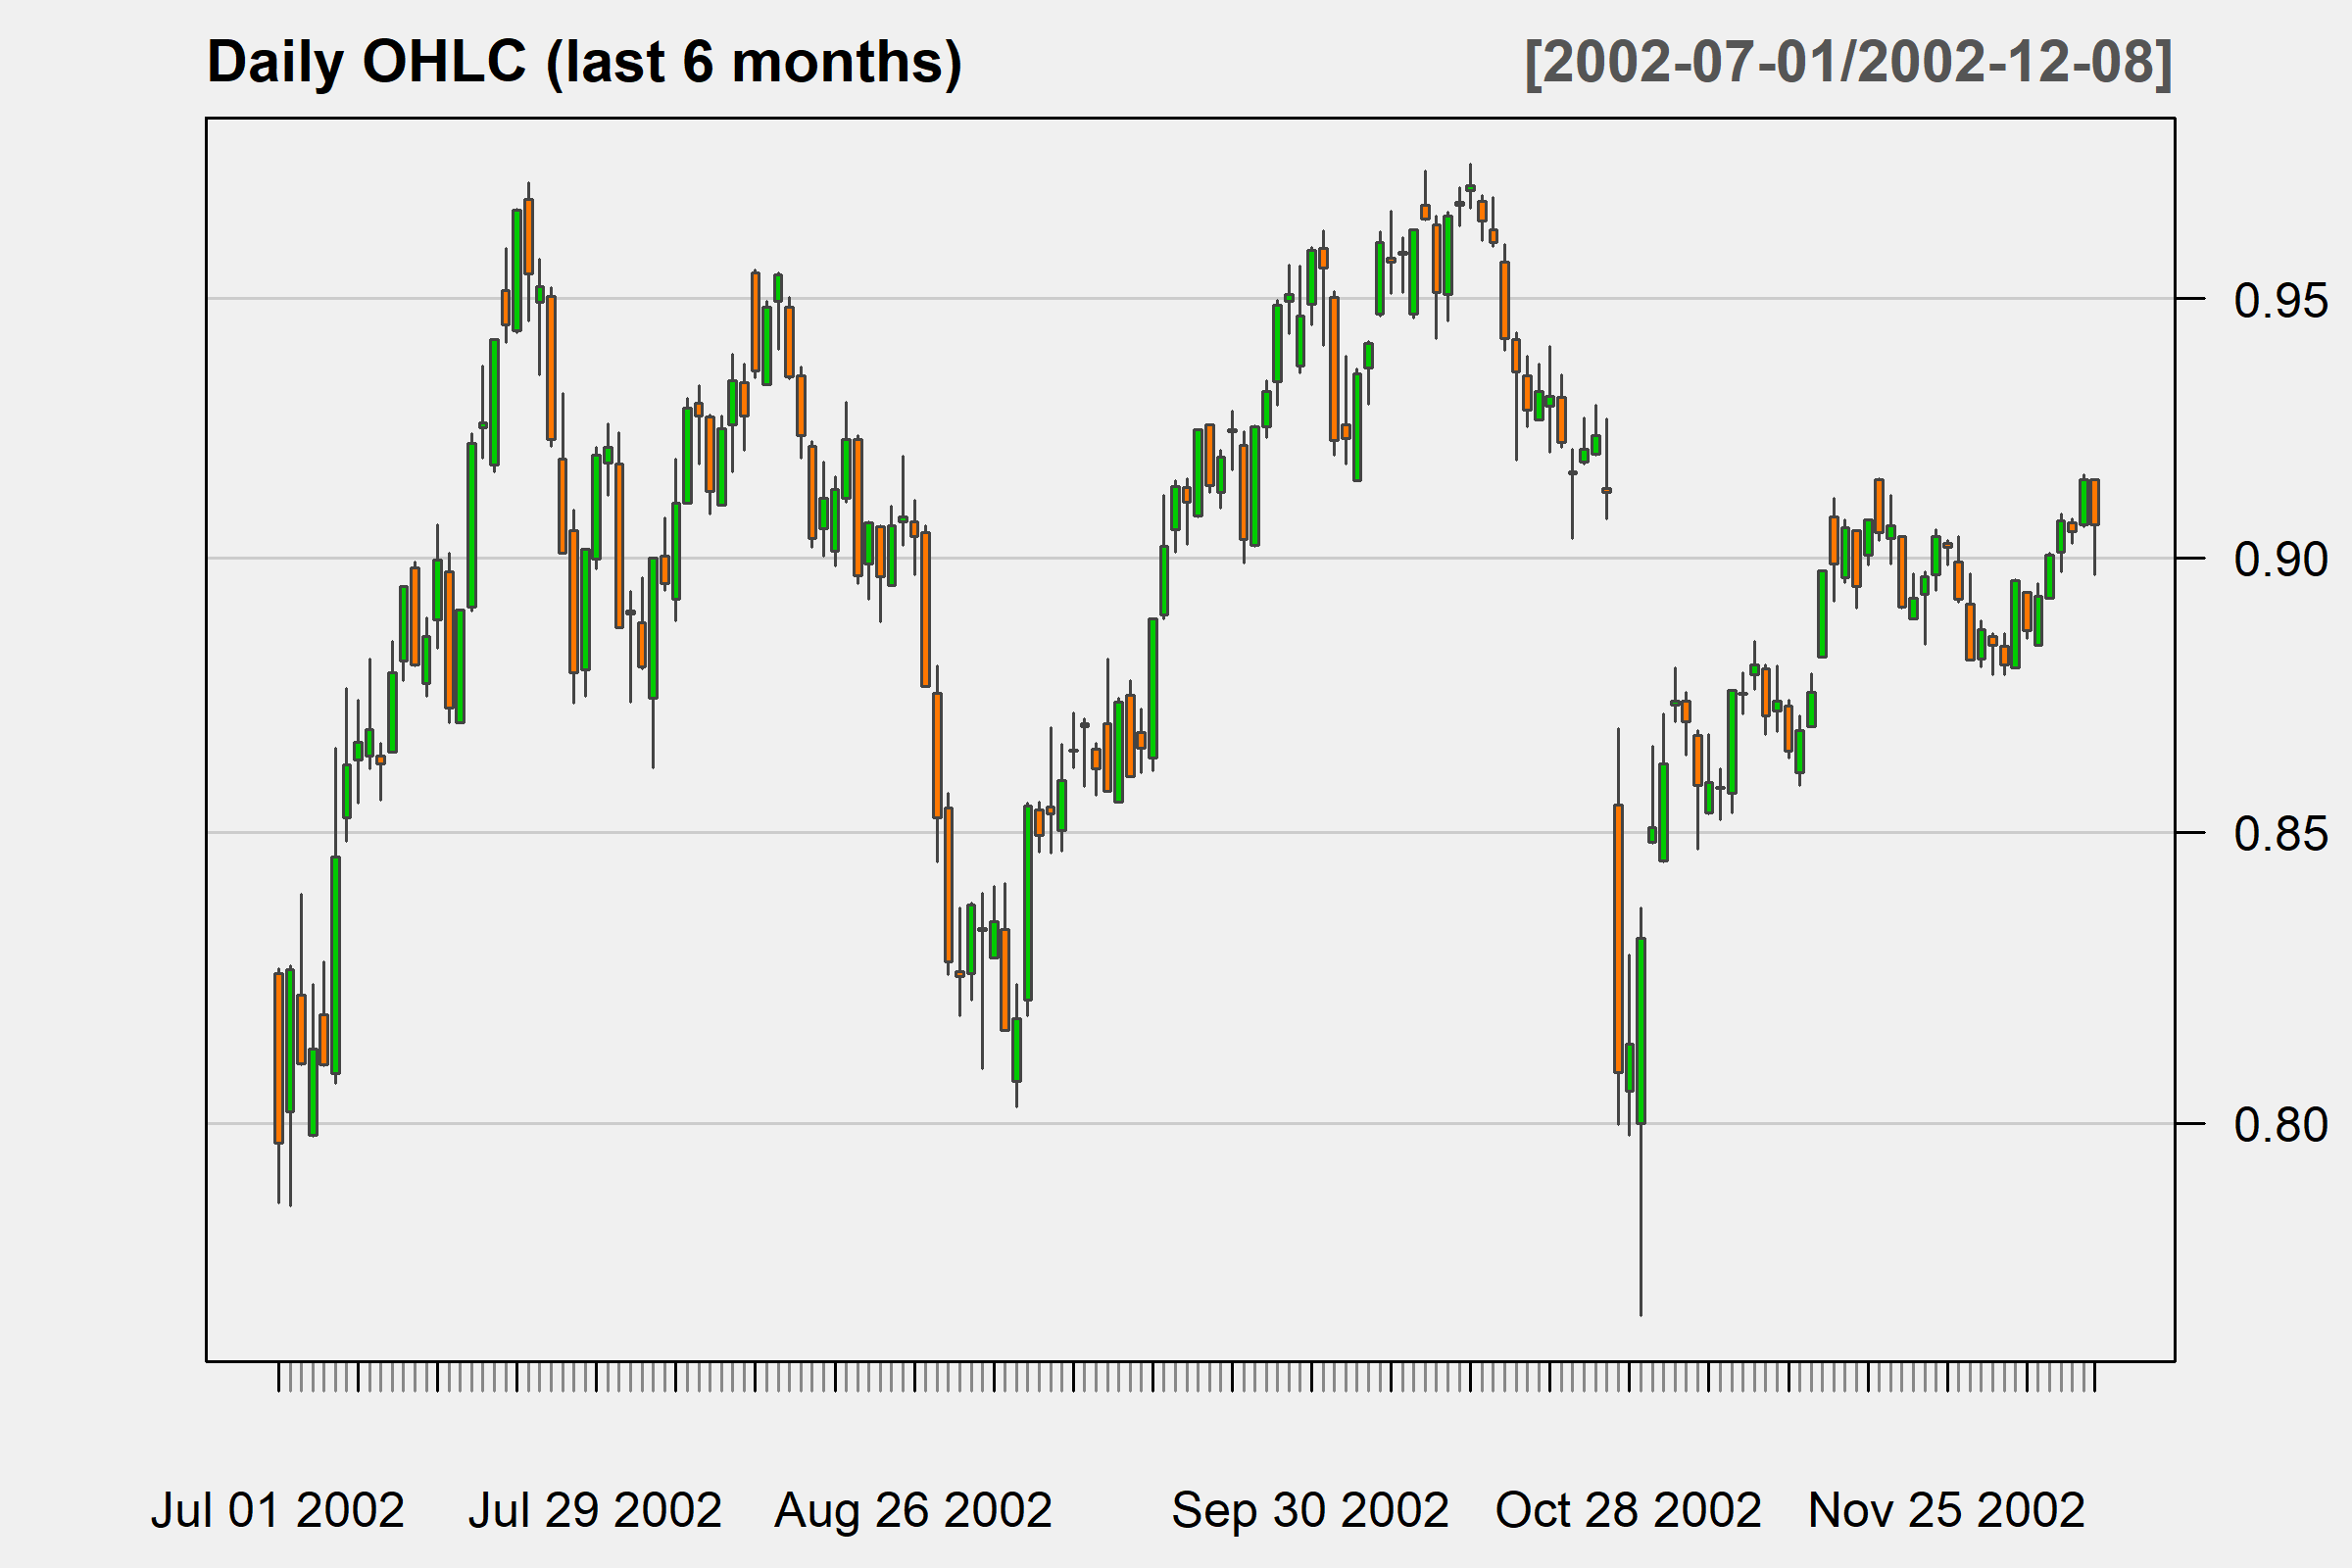 Daily OHLC (last 6 months) [2002-07-01/2002-12-08]
0.95
0.90
0.85
0.80
Jul 01 2002 Jul 29 2002 Aug 26 2002 Sep 30 2002 Oct 28 2002 Nov 25 2002